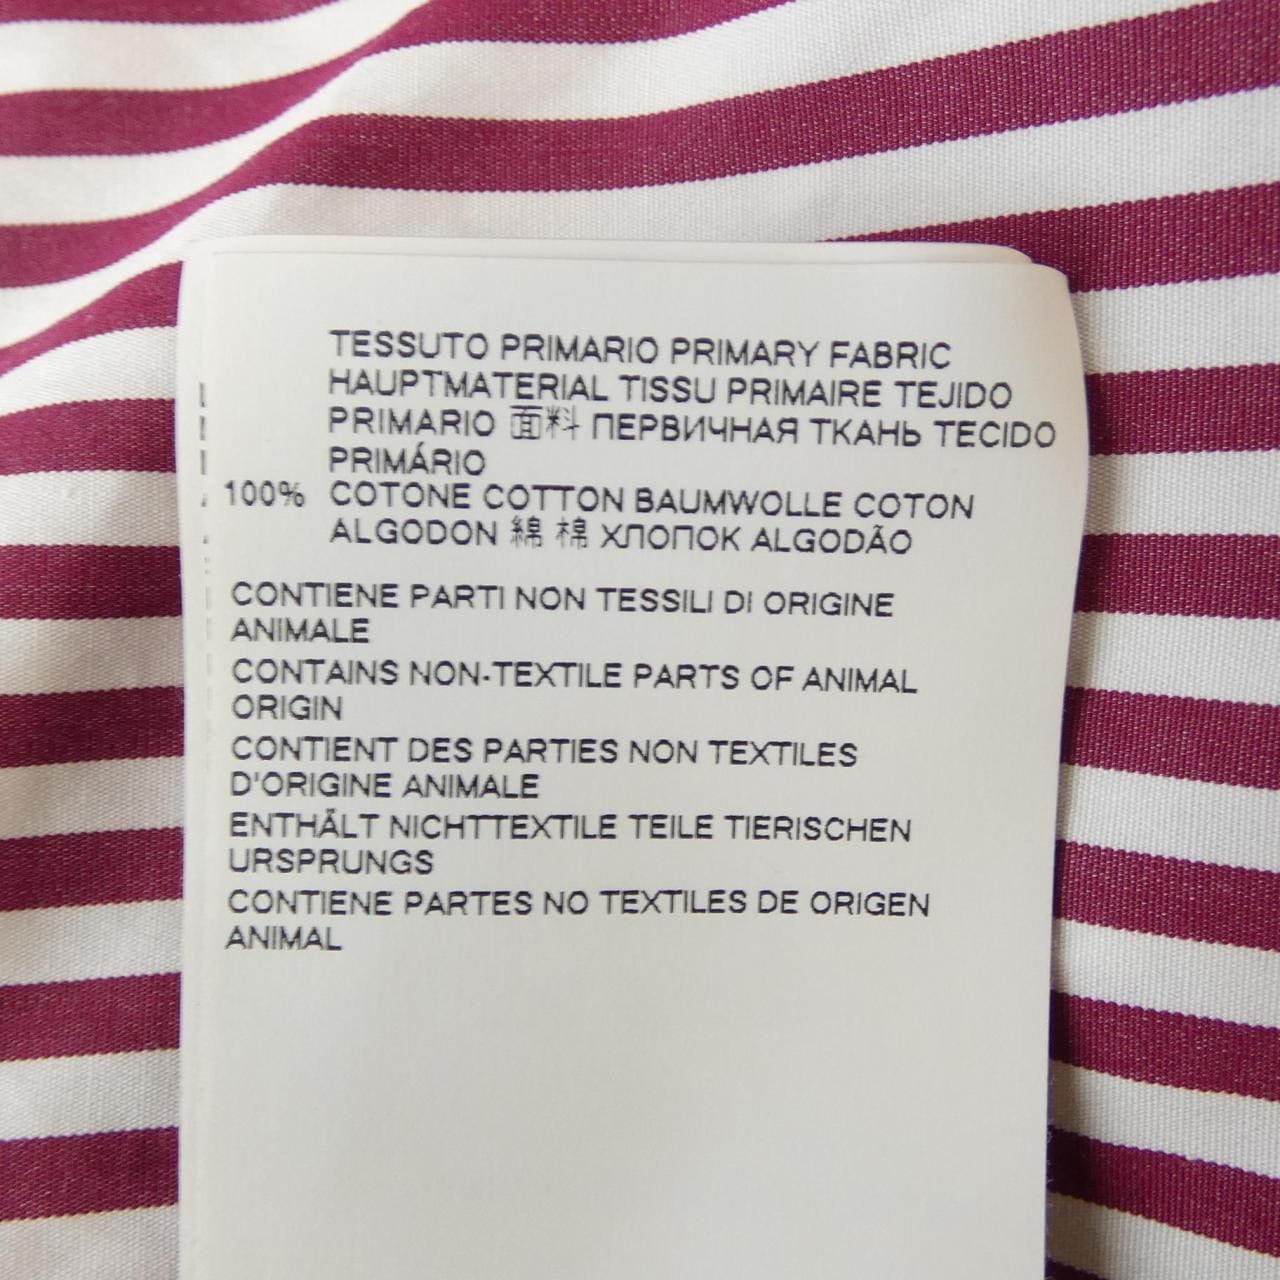 TESSUTO PRIMARIO PRIMARY FABRIC
HAUPTMATERIAL TISSU PRIMAIRE TEJIDO
PRIMARIO 面料 ПЕРВИЧНАЯ ТКАНЬ TECIDO
PRIMÁRIO
100% COTONE COTTON BAUMWOLLE COTON
ALGODON 綿 棉 ХЛОПОК ALGODÃO
CONTIENE PARTI NON TESSILI DI ORIGINE
ANIMALE
CONTAINS NON-TEXTILE PARTS OF ANIMAL
ORIGIN
CONTIENT DES PARTIES NON TEXTILES
D'ORIGINE ANIMALE
ENTHÄLT NICHTTEXTILE TEILE TIERISCHEN
URSPRUNGS
CONTIENE PARTES NO TEXTILES DE ORIGEN
ANIMAL